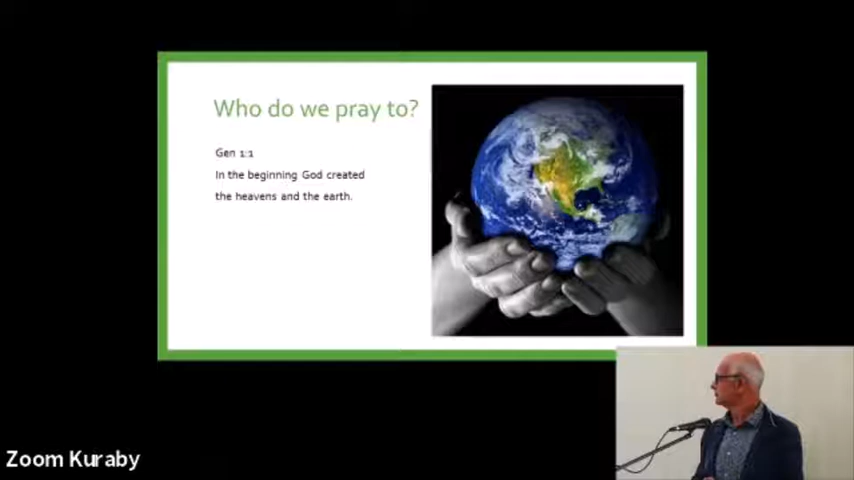 Who do we pray to?
Gen 1:1
In the beginning God created
the heavens and the earth.
Zoom Kuraby